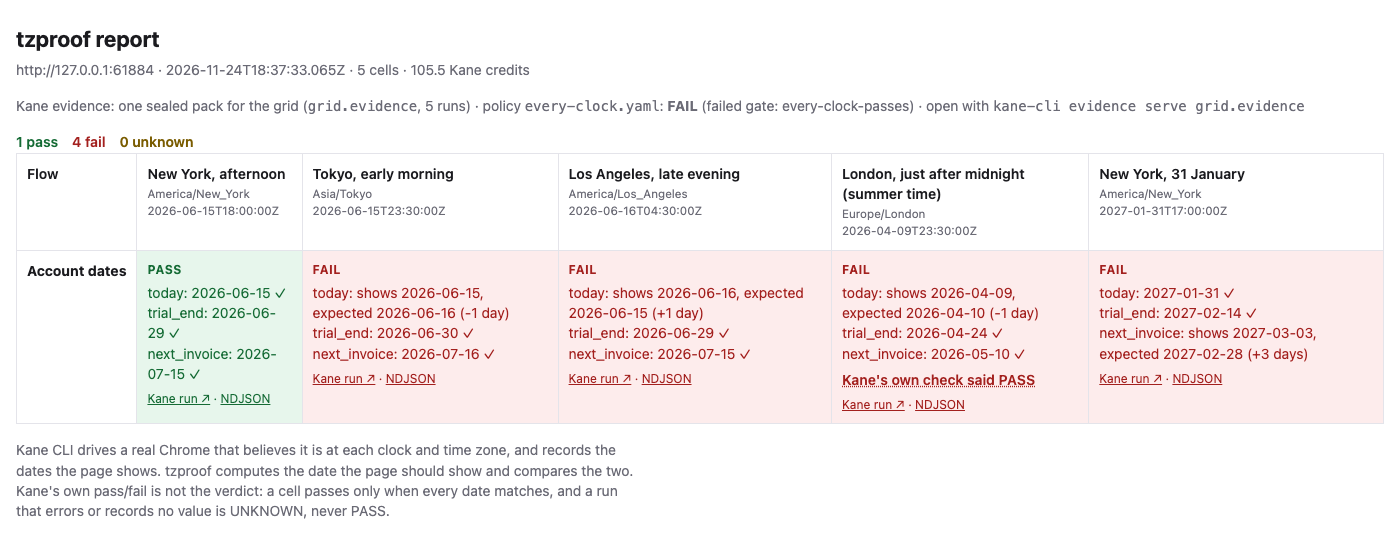 tzproof report
http://127.0.0.1:61884 · 2026-11-24T18:37:33.065Z · 5 cells · 105.5 Kane credits
Kane evidence: one sealed pack for the grid (grid.evidence, 5 runs) · policy every-clock.yaml: FAIL (failed gate: every-clock-passes) · open with kane-cli evidence serve grid.evidence
1 pass 4 fail 0 unknown
Flow
New York, afternoon
America/New_York
2026-06-15T18:00:00Z
Tokyo, early morning
Asia/Tokyo
2026-06-15T23:30:00Z
Los Angeles, late evening
America/Los_Angeles
2026-06-16T04:30:00Z
London, just after midnight
(summer time)
Europe/London
2026-04-09T23:30:00Z
New York, 31 January
America/New_York
2027-01-31T17:00:00Z
Account dates
PASS
today: 2026-06-15 ✓
trial_end: 2026-06-
29 ✓
next_invoice: 2026-
07-15 ✓
Kane run ↗ · NDJSON
FAIL
today: shows 2026-06-15,
expected 2026-06-16 (-1 day)
trial_end: 2026-06-30 ✓
next_invoice: 2026-07-16 ✓
Kane run ↗ · NDJSON
FAIL
today: shows 2026-06-16, expected
2026-06-15 (+1 day)
trial_end: 2026-06-29 ✓
next_invoice: 2026-07-15 ✓
Kane run ↗ · NDJSON
FAIL
today: shows 2026-04-09,
expected 2026-04-10 (-1 day)
trial_end: 2026-04-24 ✓
next_invoice: 2026-05-10 ✓
Kane's own check said PASS
Kane run ↗ · NDJSON
FAIL
today: 2027-01-31 ✓
trial_end: 2027-02-14 ✓
next_invoice: shows 2027-03-03,
expected 2027-02-28 (+3 days)
Kane run ↗ · NDJSON
Kane CLI drives a real Chrome that believes it is at each clock and time zone, and records the
dates the page shows. tzproof computes the date the page should show and compares the two.
Kane's own pass/fail is not the verdict: a cell passes only when every date matches, and a run
that errors or records no value is UNKNOWN, never PASS.